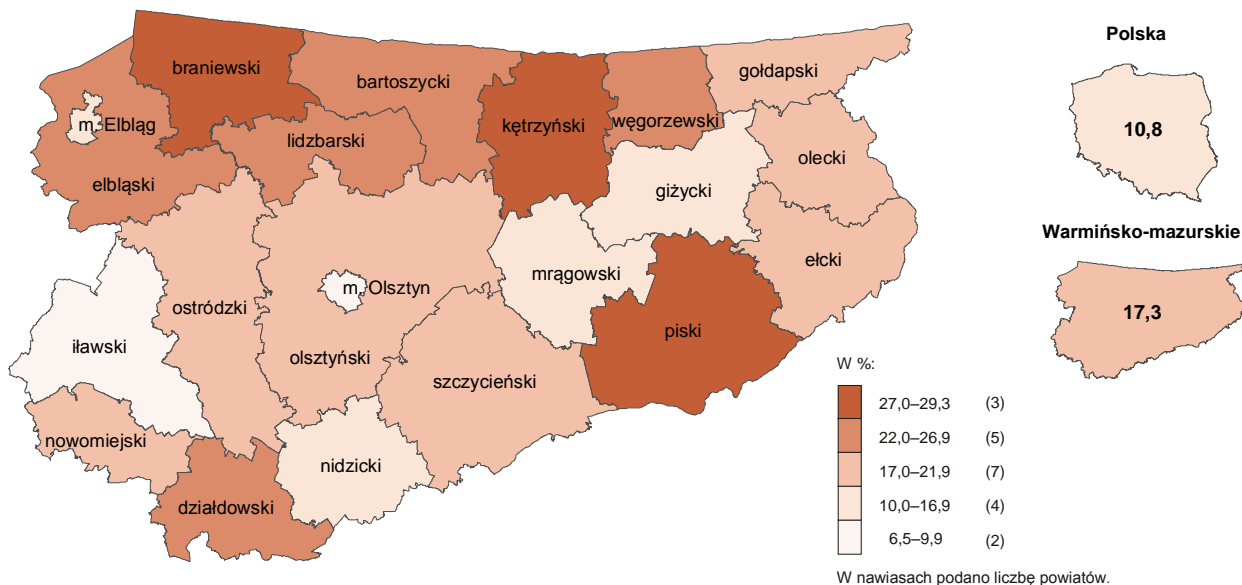 braniewski
bartoszycki
gołdapski
m. Elbląg
kętrzyński
węgorzewski
lidzbarski
olecki
elbląski
giżycki
mrągowski
ełcki
m. Olsztyn
ostródzki
iławski
olsztyński
piski
szczycieński
nowomiejski
nidzicki
działdowski
Polska
10,8
Warmińsko-mazurskie
17,3
W %:
27,0–29,3 (3)
22,0–26,9 (5)
17,0–21,9 (7)
10,0–16,9 (4)
6,5–9,9 (2)
W nawiasach podano liczbę powiatów.